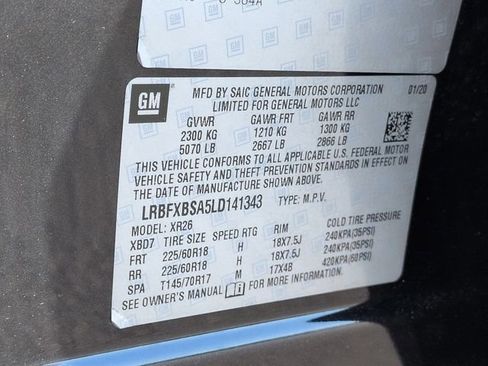 GM
GM
MFD BY SAIC GENERAL MOTORS CORPORATION
01/20
LIMITED FOR GENERAL MOTORS LLC
GVWR GAWR FRT GAWR RR
2300 KG 1210 KG 1300 KG
5070 LB 2667 LB 2866 LB
THIS VEHICLE CONFORMS TO ALL APPLICABLE U.S. FEDERAL MOTOR
VEHICLE SAFETY AND THEFT PREVENTION STANDARDS IN EFFECT ON
THE DATE OF MANUFACTURE SHOWN ABOVE.
LRBFXBSA5LD141343 TYPE: M.P.V.
MODEL: XR26
XBD7 TIRE SIZE SPEED RTG RIM COLD TIRE PRESSURE
FRT 225/60R18 H 18X7.5J 240KPA(35PSI)
RR 225/60R18 H 18X7.5J 240KPA(35PSI)
SPA T145/70R17 M 17X4B 420KPA(60PSI)
SEE OWNER'S MANUAL FOR MORE INFORMATION.